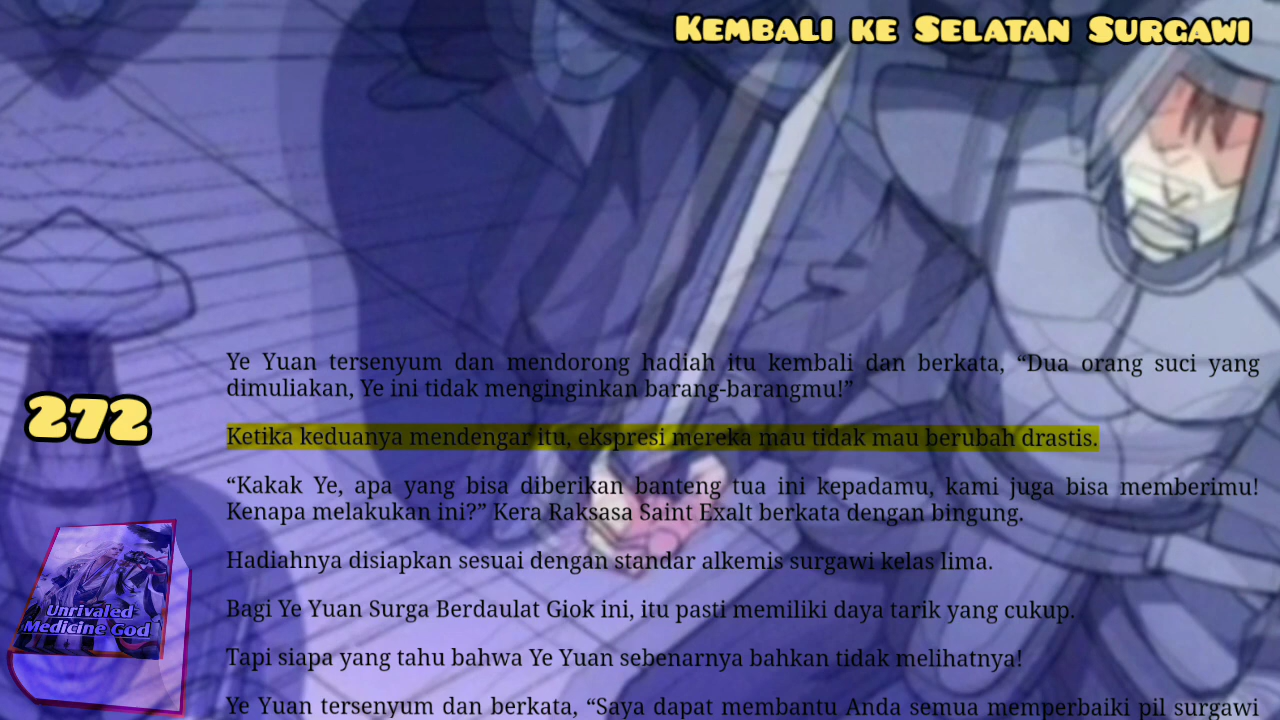 Kembali ke Selatan Surgawi
Ye Yuan tersenyum dan mendorong hadiah itu kembali dan berkata, “Dua orang suci yang
dimuliakan, Ye ini tidak menginginkan barang-barangmu!”
272
Ketika keduanya mendengar itu, ekspresi mereka mau tidak mau berubah drastis.
“Kakak Ye, apa yang bisa diberikan banteng tua ini kepadamu, kami juga bisa memberimu!
Kenapa melakukan ini?” Kera Raksasa Saint Exalt berkata dengan bingung.
Hadiahnya disiapkan sesuai dengan standar alkemis surgawi kelas lima.
Bagi Ye Yuan Surga Berdaulat Giok ini, itu pasti memiliki daya tarik yang cukup.
Unrivaled
Medicine God
Tapi siapa yang tahu bahwa Ye Yuan sebenarnya bahkan tidak melihatnya!
Ye Yuan tersenyum dan berkata, “Saya dapat membantu Anda semua memperbaiki pil surgawi